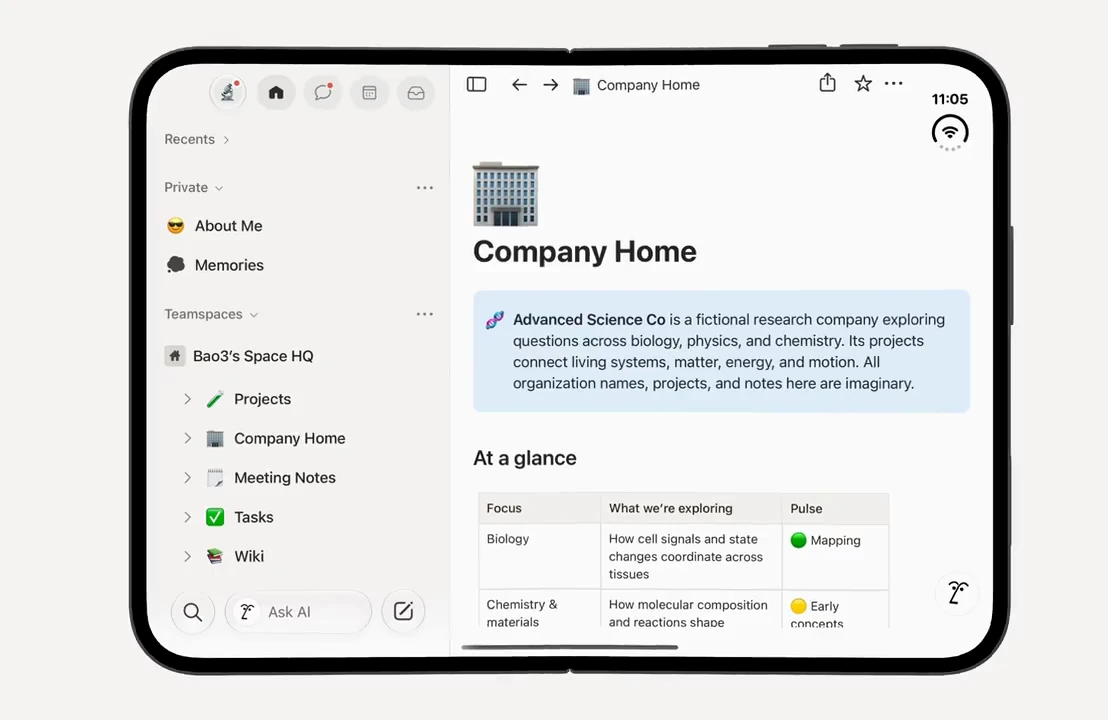 Company Home
11:05
Recents
Private
About Me
Memories
Teamspaces
Bao3's Space HQ
Projects
Company Home
Meeting Notes
Tasks
Wiki
Ask AI
Company Home
Advanced Science Co is a fictional research company exploring
questions across biology, physics, and chemistry. Its projects
connect living systems, matter, energy, and motion. All
organization names, projects, and notes here are imaginary.
At a glance
Focus
What we're exploring
Pulse
Biology
How cell signals and state
changes coordinate across
tissues
Mapping
Chemistry &
materials
How molecular composition
and reactions shape
Early
concepts